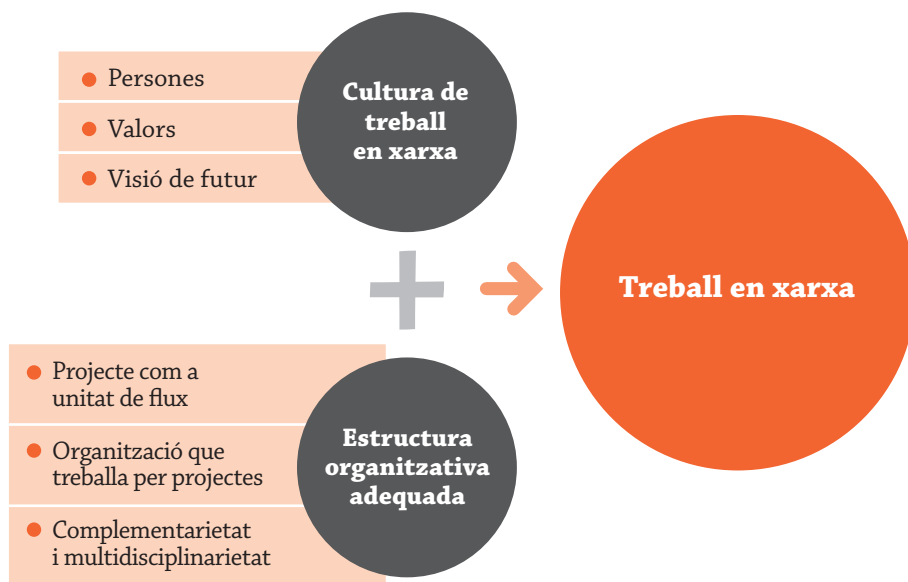 Persones
Valors
Visió de futur
Cultura de
treball
en xarxa
Treball en xarxa
Projecte com a
unitat de flux
Organització que
treballa per projectes
Complementarietat
i multidisciplinarietat
Estructura
organitzativa
adequada